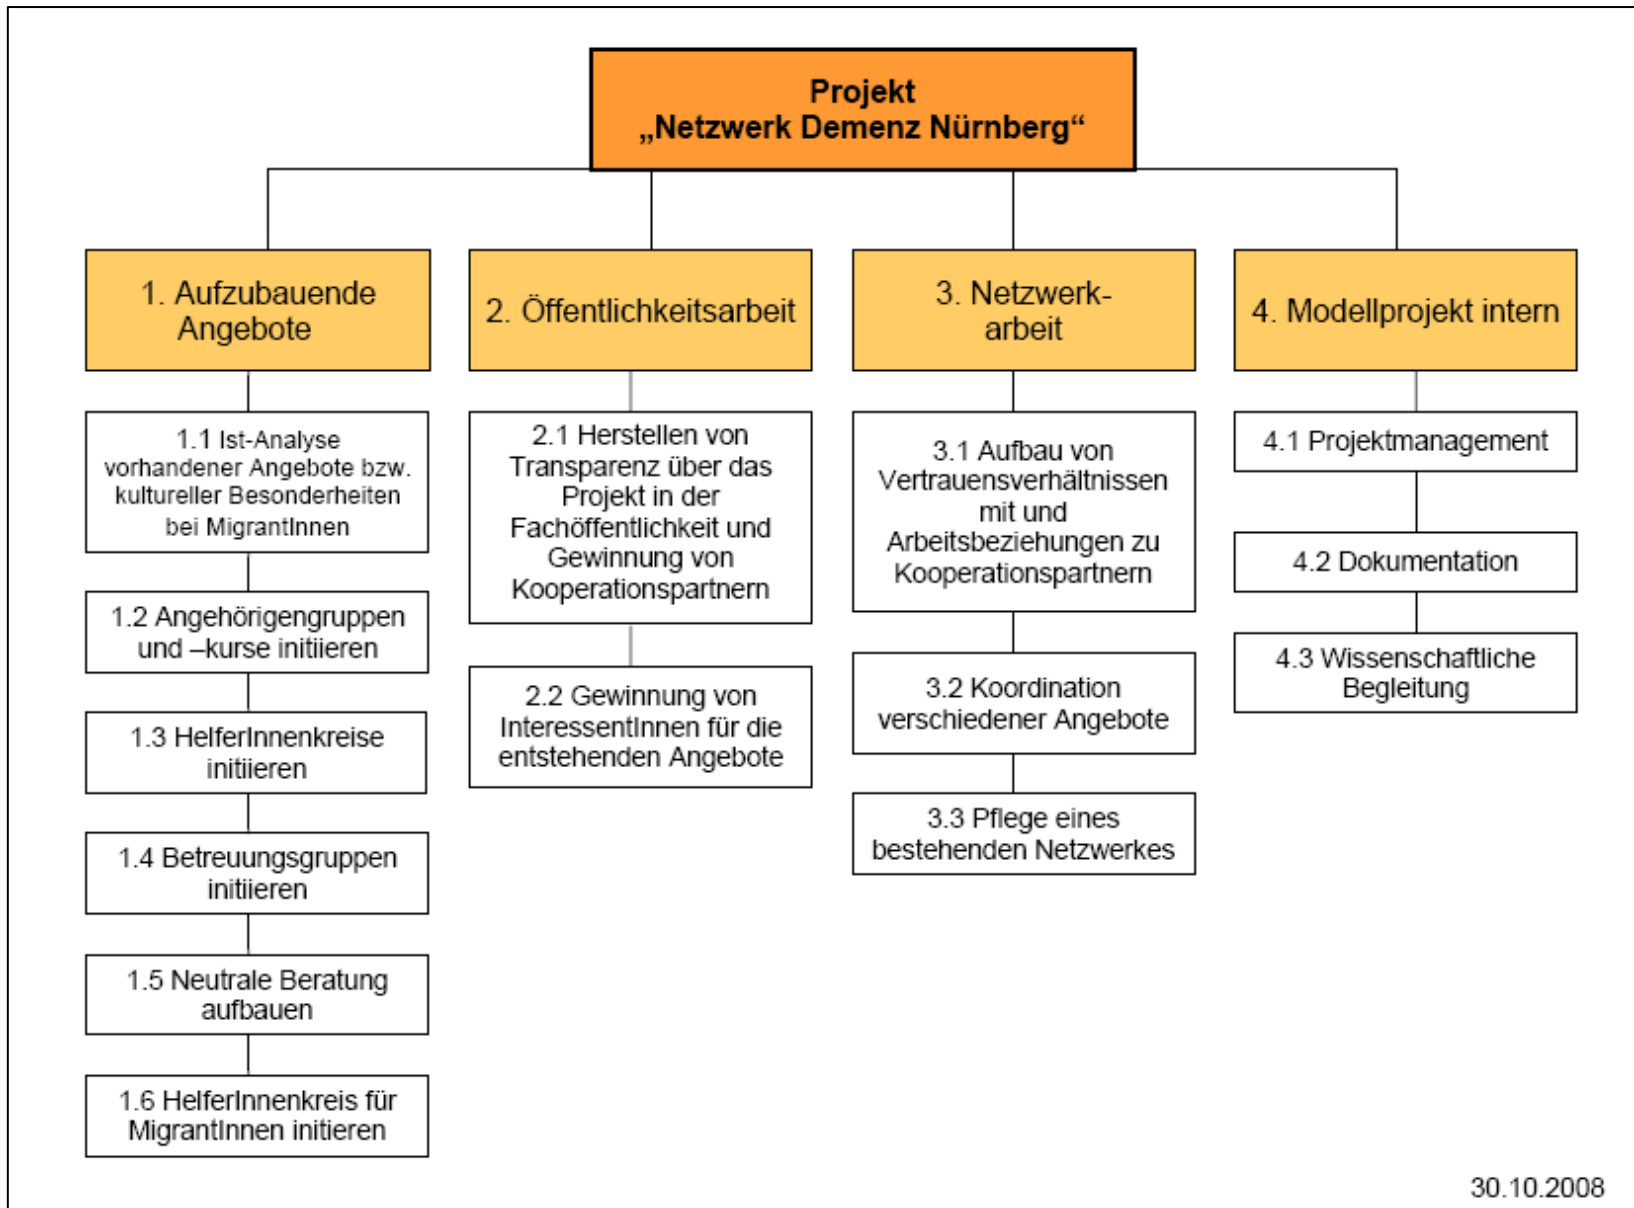 Projekt
„Netzwerk Demenz Nürnberg“
1. Aufzubauende
Angebote
1.1 Ist-Analyse
vorhandener Angebote bzw.
kultureller Besonderheiten
bei MigrantInnen
1.2 Angehörigengruppen
und –kurse initiieren
1.3 HelferInnenkreise
initiieren
1.4 Betreuungsgruppen
initiieren
1.5 Neutrale Beratung
aufbauen
1.6 HelferInnenkreis für
MigrantInnen initieren
2. Öffentlichkeitsarbeit
2.1 Herstellen von
Transparenz über das
Projekt in der
Fachöffentlichkeit und
Gewinnung von
Kooperationspartnern
2.2 Gewinnung von
InteressentInnen für die
entstehenden Angebote
3. Netzwerk-
arbeit
3.1 Aufbau von
Vertrauensverhältnissen
mit und
Arbeitsbeziehungen zu
Kooperationspartnern
3.2 Koordination
verschiedener Angebote
3.3 Pflege eines
bestehenden Netzwerkes
4. Modellprojekt intern
4.1 Projektmanagement
4.2 Dokumentation
4.3 Wissenschaftliche
Begleitung
30.10.2008